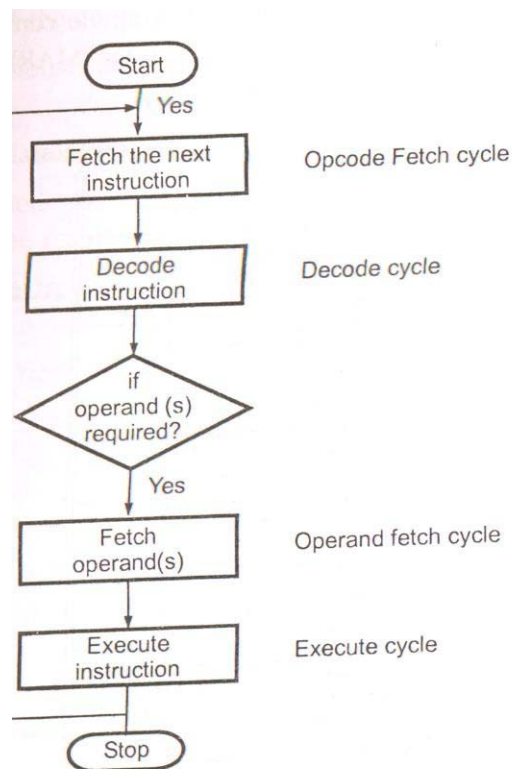 Start
Yes
Fetch the next
instruction
Opcode Fetch cycle
Decode
instruction
Decode cycle
if
operand (s)
required?
Yes
Fetch
operand(s)
Operand fetch cycle
Execute
instruction
Execute cycle
Stop